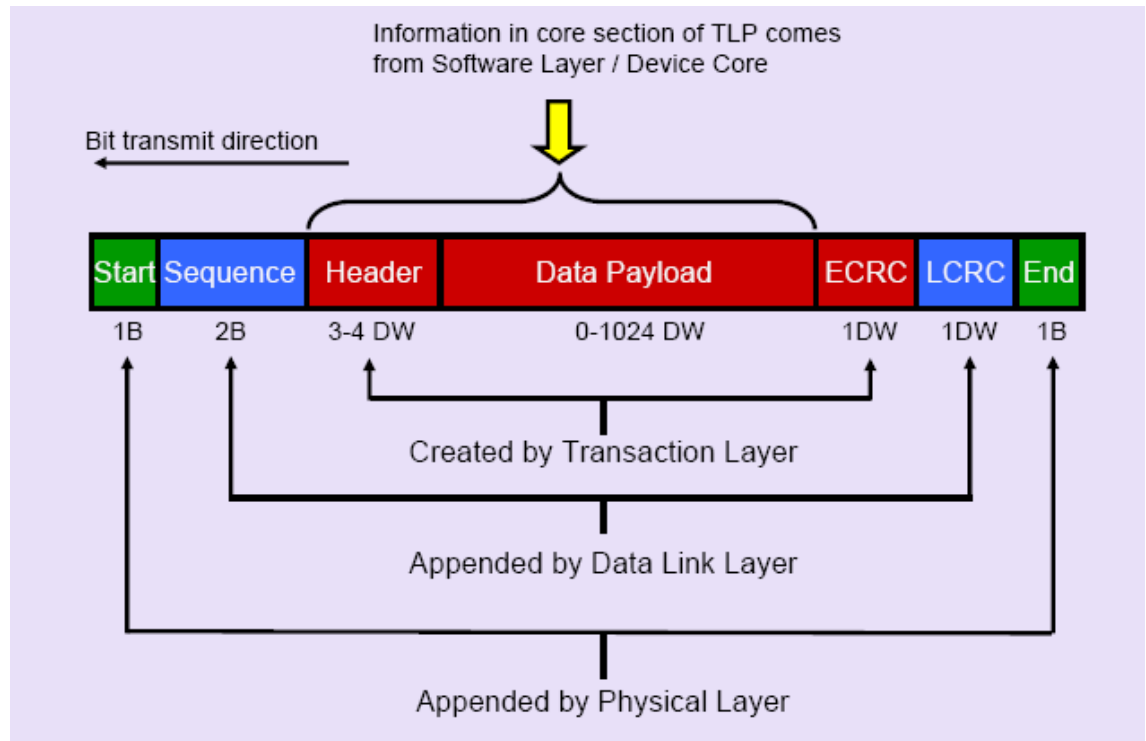 Information in core section of TLP comes
from Software Layer / Device Core
Bit transmit direction
Start Sequence Header Data Payload ECRC LCRC End
1B 2B 3-4 DW 0-1024 DW 1DW 1DW 1B
Created by Transaction Layer
Appended by Data Link Layer
Appended by Physical Layer